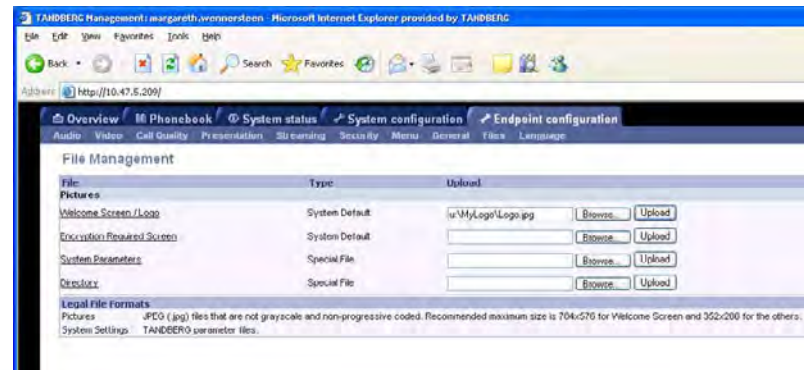 TANDBERG Management: margareth.wennersteen - Microsoft Internet Explorer provided by TANDBERG
File Edit View Favorites Tools Help
Back Search Favorites
Address http://10.47.5.209/
Overview Phonebook System status System configuration Endpoint configuration
Audio Video Call Quality Presentation Streaming Security Menu General Files Language
File Management
File Type Upload
Pictures
Welcome Screen / Logo System Default u:\MyLogo\Logo.jpg Browse... Upload
Encryption Required Screen System Default Browse... Upload
System Parameters Special File Browse... Upload
Directory Special File Browse... Upload
Legal File Formats
Pictures JPEG (.jpg) files that are not grayscale and non-progressive coded. Recommended maximum size is 704x576 for Welcome Screen and 352x288 for the others.
System Settings TANDBERG parameter files.